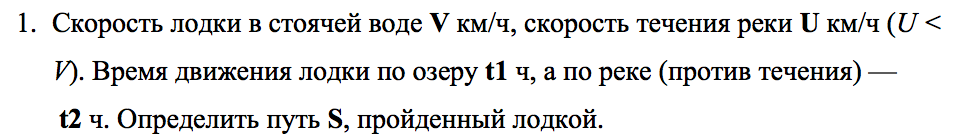 1. Скорость лодки в стоячей воде V км/ч, скорость течения реки U км/ч (U <
V). Время движения лодки по озеру t1 ч, а по реке (против течения) —
t2 ч. Определить путь S, пройденный лодкой.